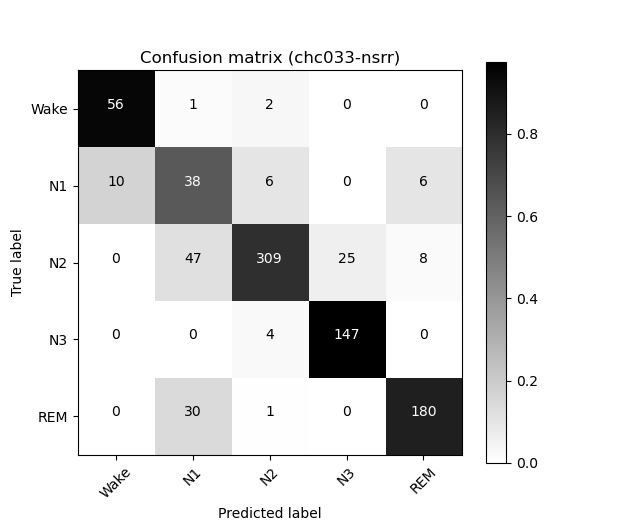 Confusion matrix (chc033-nsrr)
True label
Wake 56 1 2 0 0
N1 10 38 6 0 6
N2 0 47 309 25 8
N3 0 0 4 147 0
REM 0 30 1 0 180
Wake N1 N2 N3 REM
Predicted label
0.8
0.6
0.4
0.2
0.0